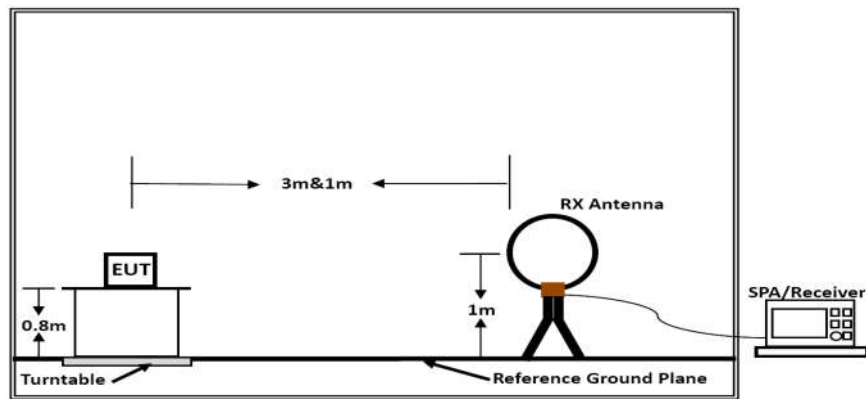 3m&1m
RX Antenna
EUT
SPA/Receiver
0.8m
1m
Turntable
Reference Ground Plane